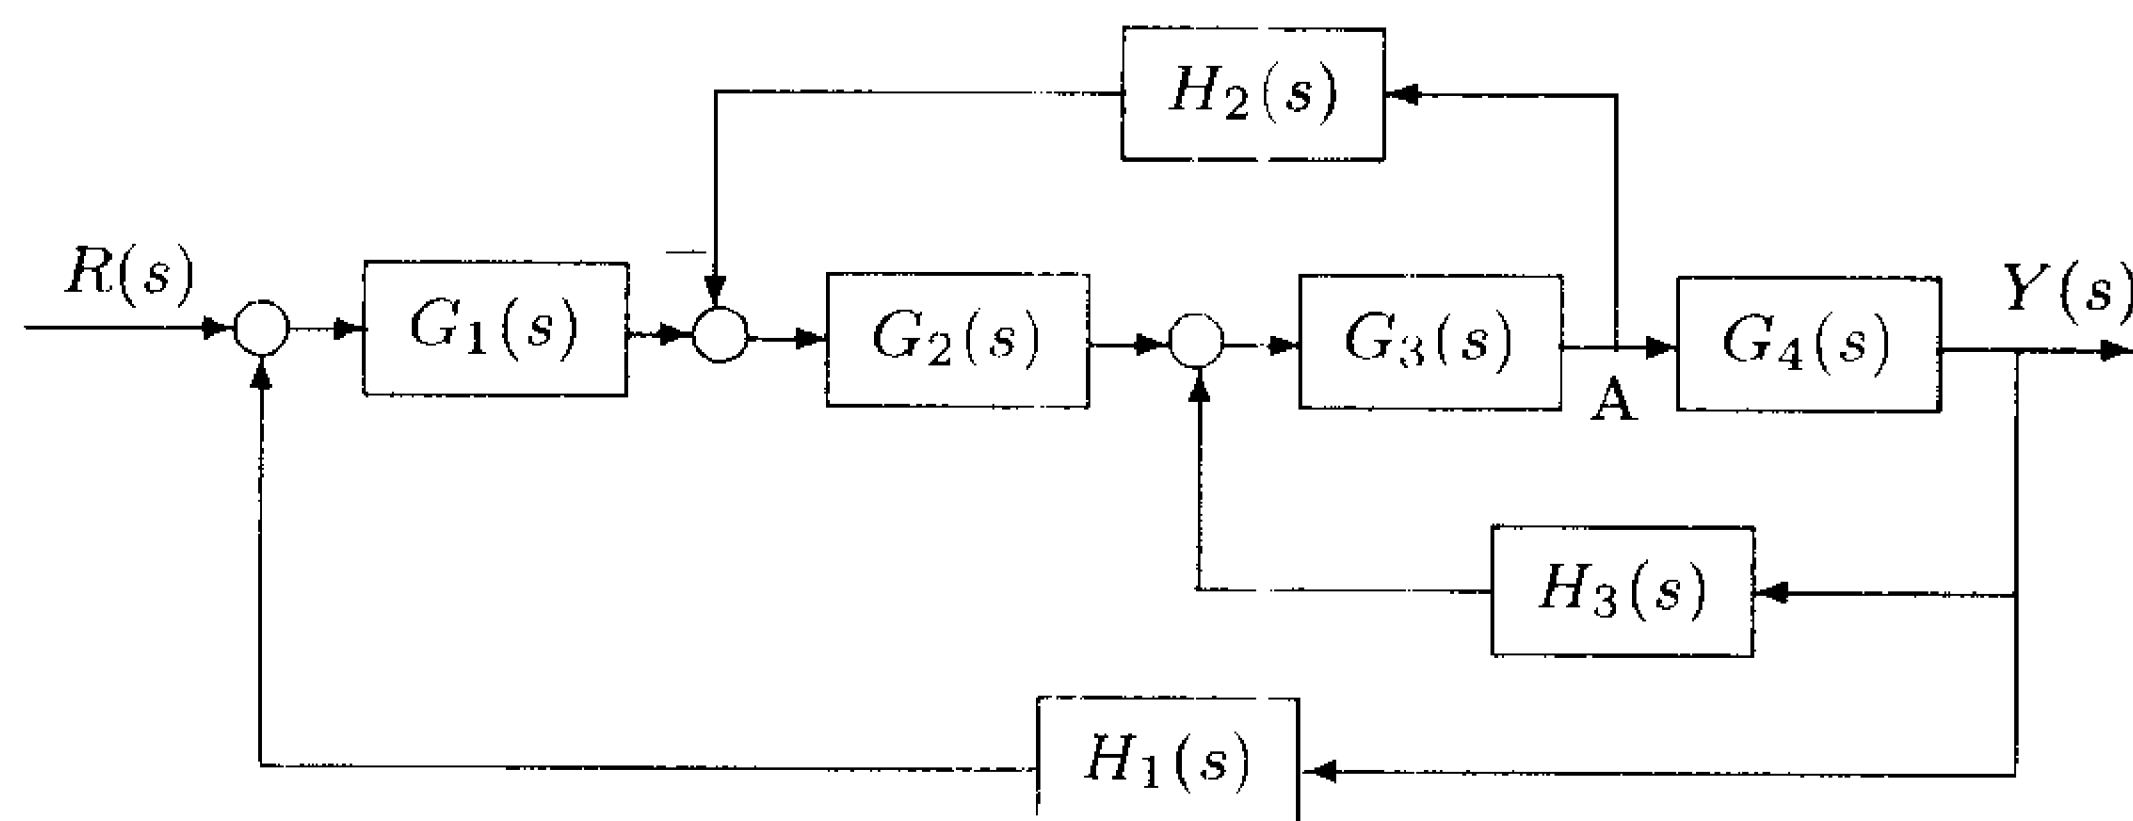 H₂(s)
R(s)
−
G₁(s)
G₂(s)
G₃(s)
A
G₄(s)
Y(s)
H₃(s)
H₁(s)